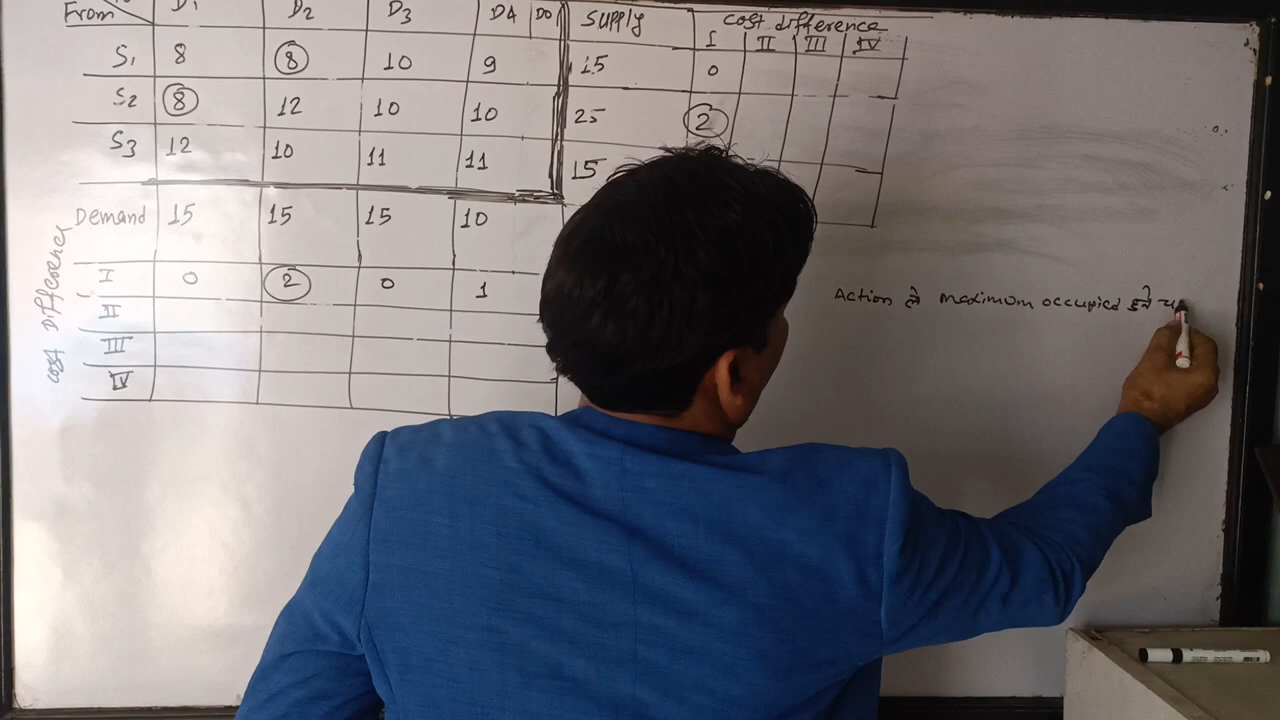 From D1 D2 D3 D4 DO Supply cost difference
I II III IV
S1 8 8 10 9 15 0
S2 8 12 10 10 25 2
S3 12 10 11 11 15
Demand 15 15 15 10
cost difference
I 0 2 0 1
II
III
IV
Action ले maximum occupied हुने